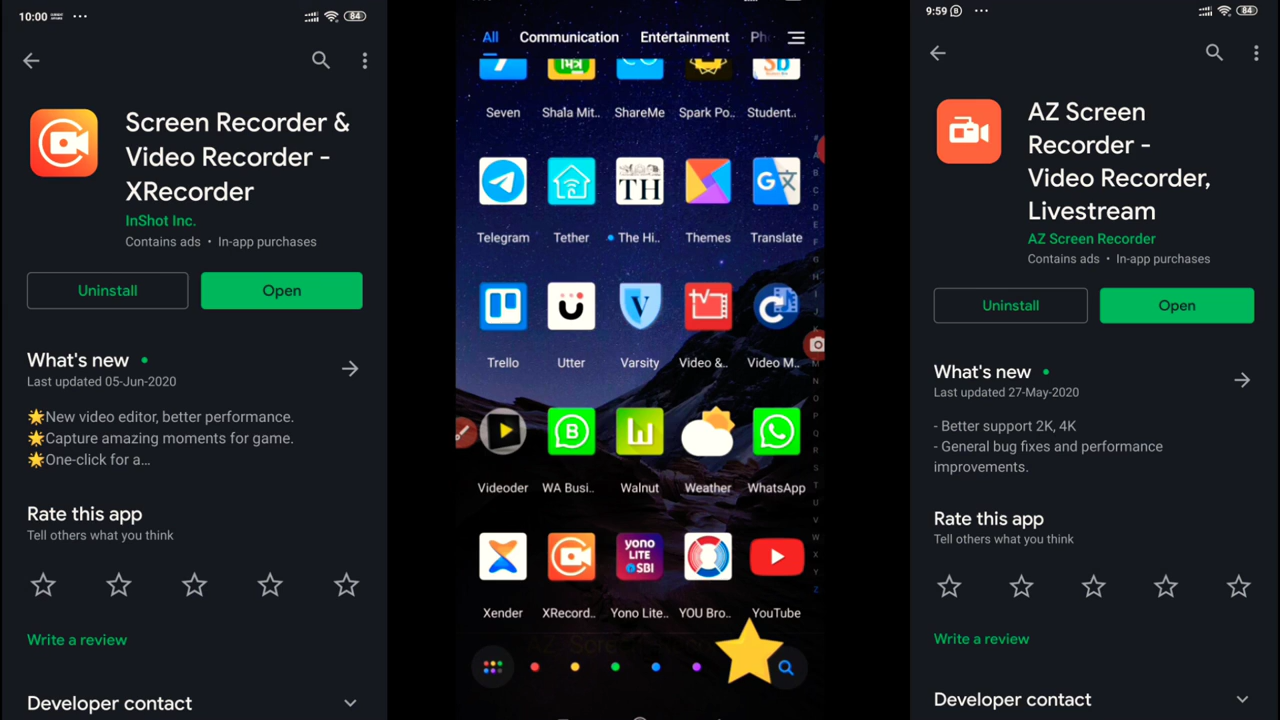 10:00
84
Screen Recorder &
Video Recorder -
XRecorder
InShot Inc.
Contains ads • In-app purchases
Uninstall
Open
What's new
Last updated 05-Jun-2020
🌟New video editor, better performance.
🌟Capture amazing moments for game.
🌟One-click for a...
Rate this app
Tell others what you think
Write a review
Developer contact
All Communication Entertainment
Seven Shala Mit.. ShareMe Spark Po.. Student..
TH
G
Telegram Tether The Hi.. Themes Translate
V
Trello Utter Varsity Video &.. Video M..
B
Videoder WA Busi.. Walnut Weather WhatsApp
yono
LITE
SBI
Xender XRecord.. Yono Lite.. YOU Bro.. YouTube
9:59
84
AZ Screen
Recorder -
Video Recorder,
Livestream
AZ Screen Recorder
Contains ads • In-app purchases
Uninstall
Open
What's new
Last updated 27-May-2020
- Better support 2K, 4K
- General bug fixes and performance
improvements.
Rate this app
Tell others what you think
Write a review
Developer contact